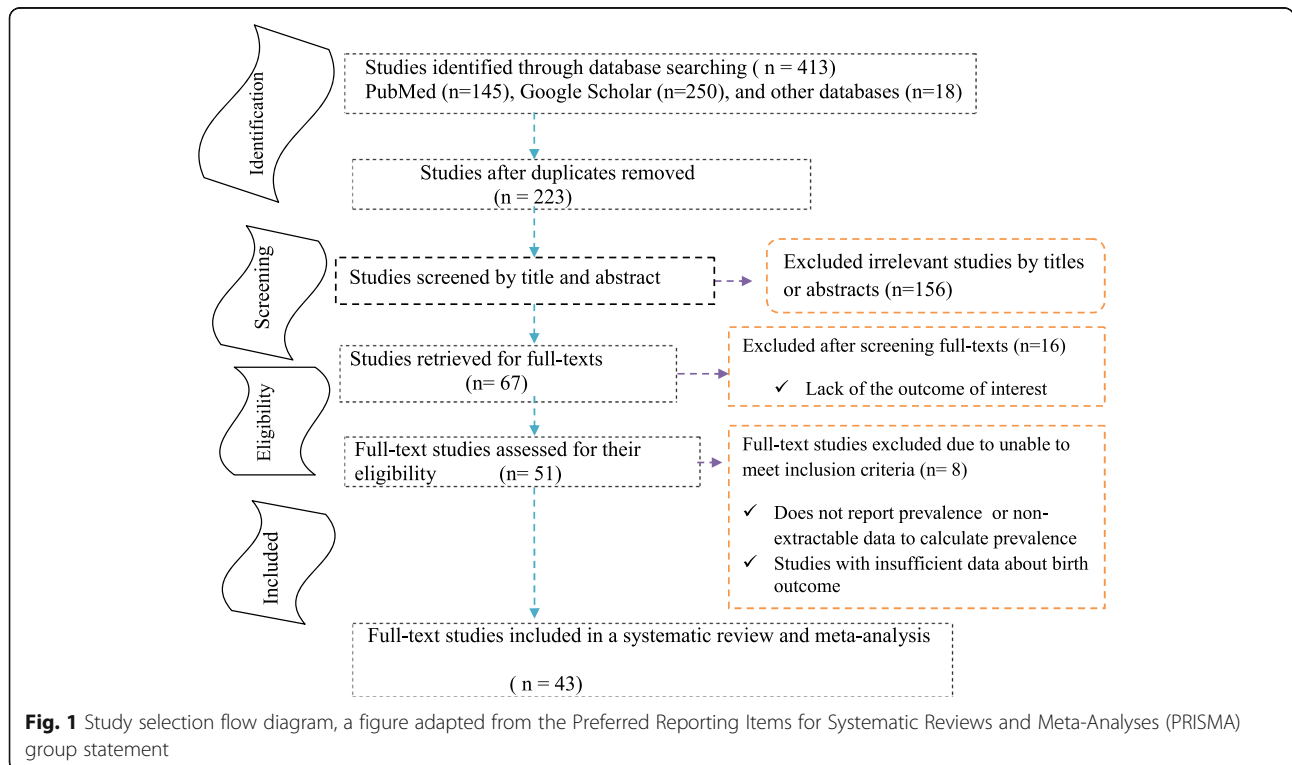 Identification
Studies identified through database searching ( n = 413)
PubMed (n=145), Google Scholar (n=250), and other databases (n=18)
Studies after duplicates removed
(n = 223)
Screening
Studies screened by title and abstract
Excluded irrelevant studies by titles
or abstracts (n=156)
Eligibility
Studies retrieved for full-texts
(n= 67)
Excluded after screening full-texts (n=16)
✓ Lack of the outcome of interest
Full-text studies assessed for their
eligibility (n= 51)
Full-text studies excluded due to unable to
meet inclusion criteria (n= 8)
✓ Does not report prevalence or non-
extractable data to calculate prevalence
✓ Studies with insufficient data about birth
outcome
Included
Full-text studies included in a systematic review and meta-analysis
( n = 43)
Fig. 1 Study selection flow diagram, a figure adapted from the Preferred Reporting Items for Systematic Reviews and Meta-Analyses (PRISMA)
group statement